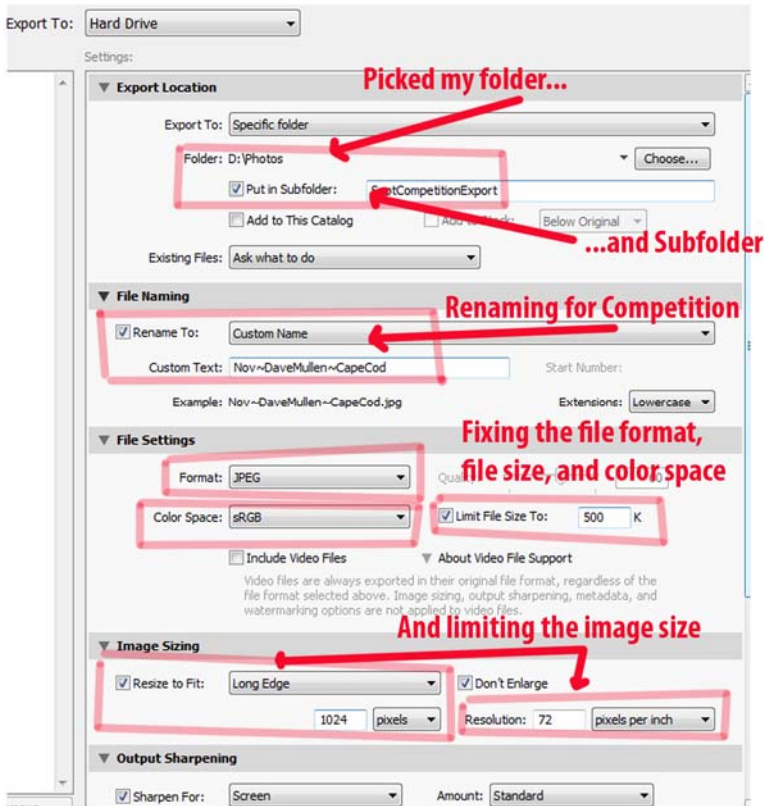 Export To: Hard Drive
Settings:
Export Location
Picked my folder...
Export To: Specific folder
Folder: D:\Photos Choose...
Put in Subfolder: SeptCompetitionExport
Add to This Catalog Add to Stack: Below Original
...and Subfolder
Existing Files: Ask what to do
File Naming
Renaming for Competition
Rename To: Custom Name
Custom Text: Nov~DaveMullen~CapeCod Start Number:
Example: Nov~DaveMullen~CapeCod.jpg Extensions: Lowercase
File Settings
Fixing the file format,
file size, and color space
Format: JPEG
Color Space: sRGB Limit File Size To: 500 K
Include Video Files About Video File Support
Video files are always exported in their original file format, regardless of the
file format selected above. Image sizing, output sharpening, metadata, and
watermarking options are not applied to video files.
And limiting the image size
Image Sizing
Resize to Fit: Long Edge Don't Enlarge
1024 pixels Resolution: 72 pixels per inch
Output Sharpening
Sharpen For: Screen Amount: Standard